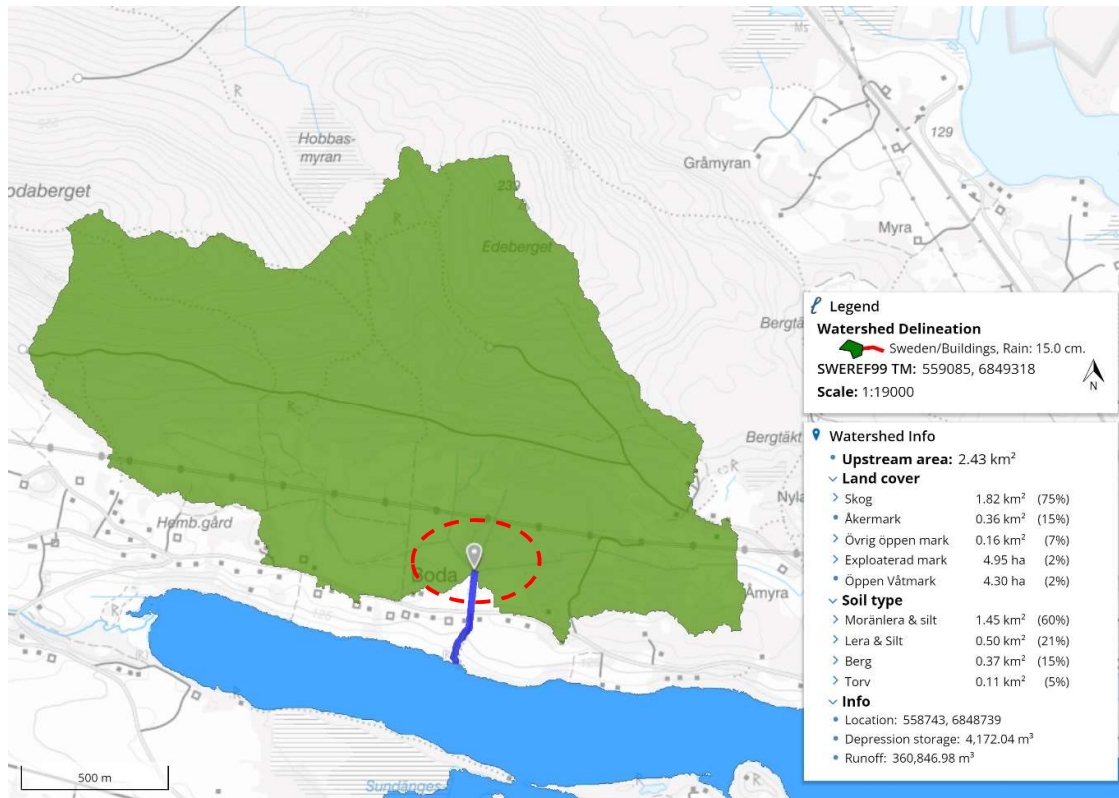 Ms
Hobbas-
myran
129
Gråmyran
odaberget
239
Myra
Edeberget
Bergtä
Legend
Watershed Delineation
Sweden/Buildings, Rain: 15.0 cm.
SWEREF99 TM: 559085, 6849318
Scale: 1:19000
N
Bergtäkt
Watershed Info
Upstream area: 2.43 km²
Land cover
Skog 1.82 km² (75%)
Åkermark 0.36 km² (15%)
Övrig öppen mark 0.16 km² (7%)
Exploaterad mark 4.95 ha (2%)
Öppen Våtmark 4.30 ha (2%)
Soil type
Moränlera & silt 1.45 km² (60%)
Lera & Silt 0.50 km² (21%)
Berg 0.37 km² (15%)
Torv 0.11 km² (5%)
Info
Location: 558743, 6848739
Depression storage: 4,172.04 m³
Runoff: 360,846.98 m³
Nyla
Hemb.gård
Boda
Åmyra
500 m
Sundänges